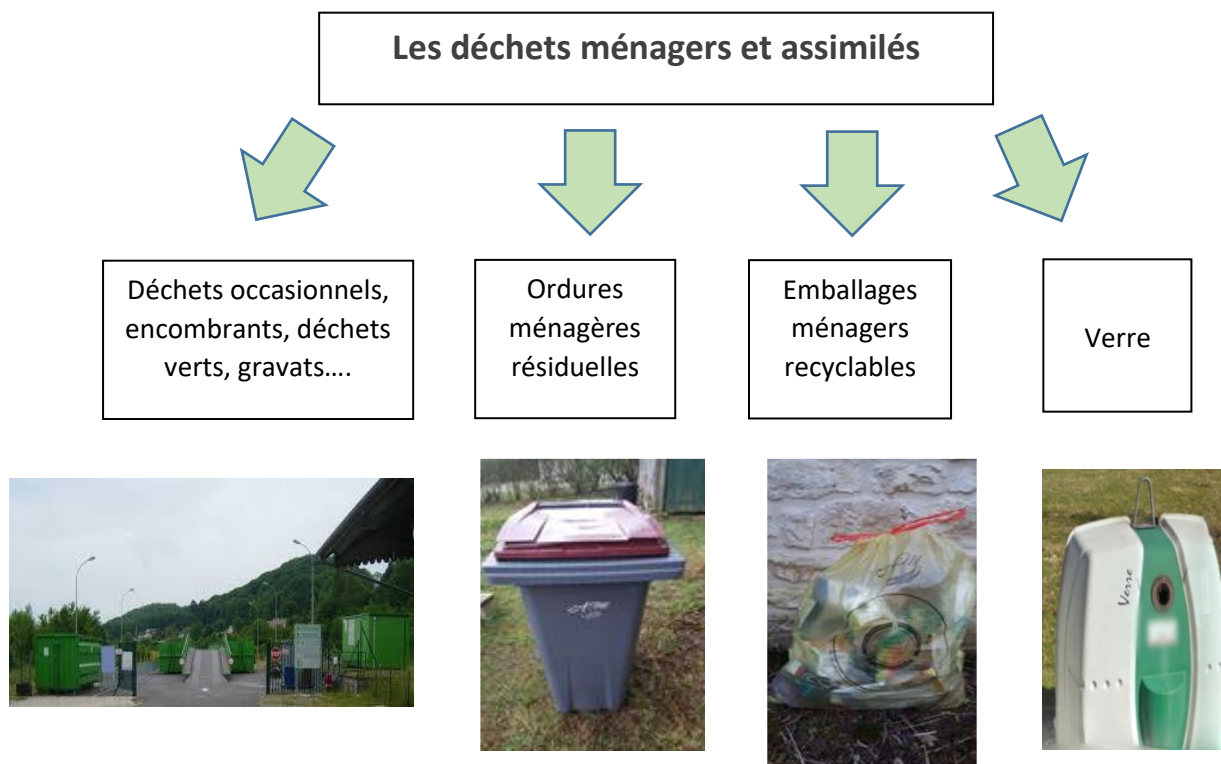 Les déchets ménagers et assimilés
Déchets occasionnels,
encombrants, déchets
verts, gravats….
Ordures
ménagères
résiduelles
Emballages
ménagers
recyclables
Verre
Verre